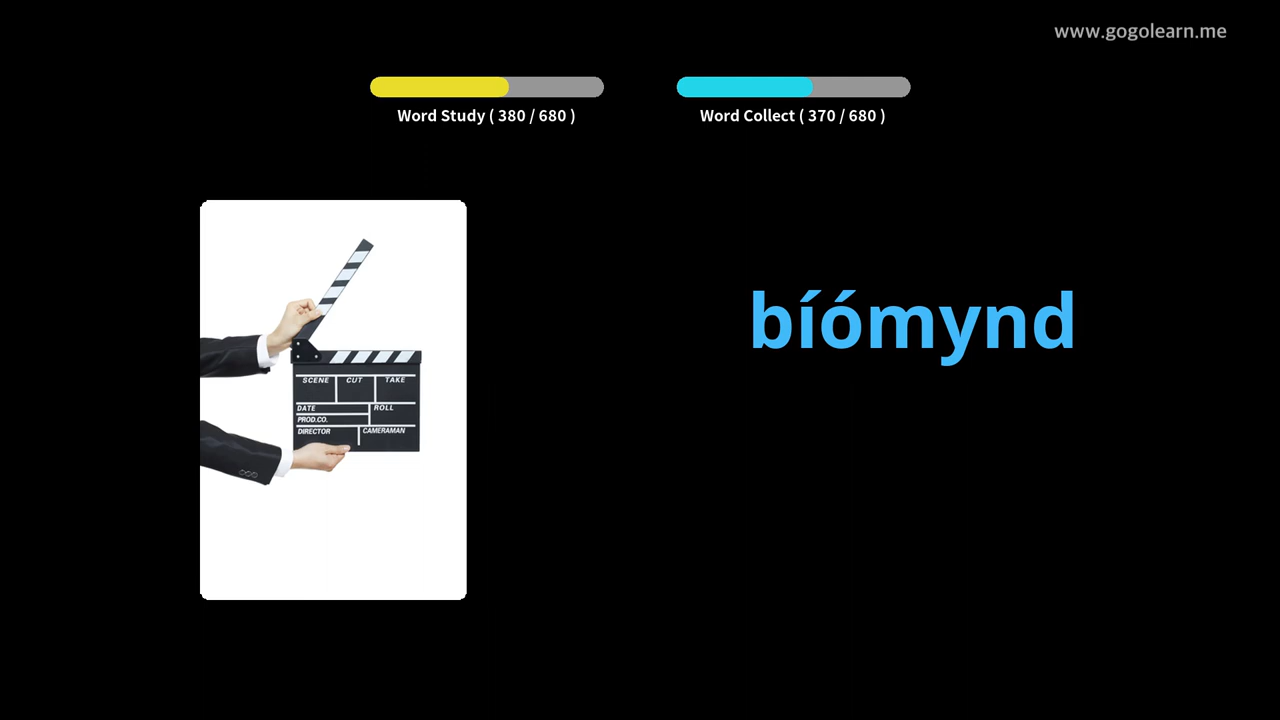 www.gogolearn.me
Word Study ( 380 / 680 )
Word Collect ( 370 / 680 )
bíómynd
SCENE CUT TAKE
DATE ROLL
PROD.CO.
DIRECTOR CAMERAMAN